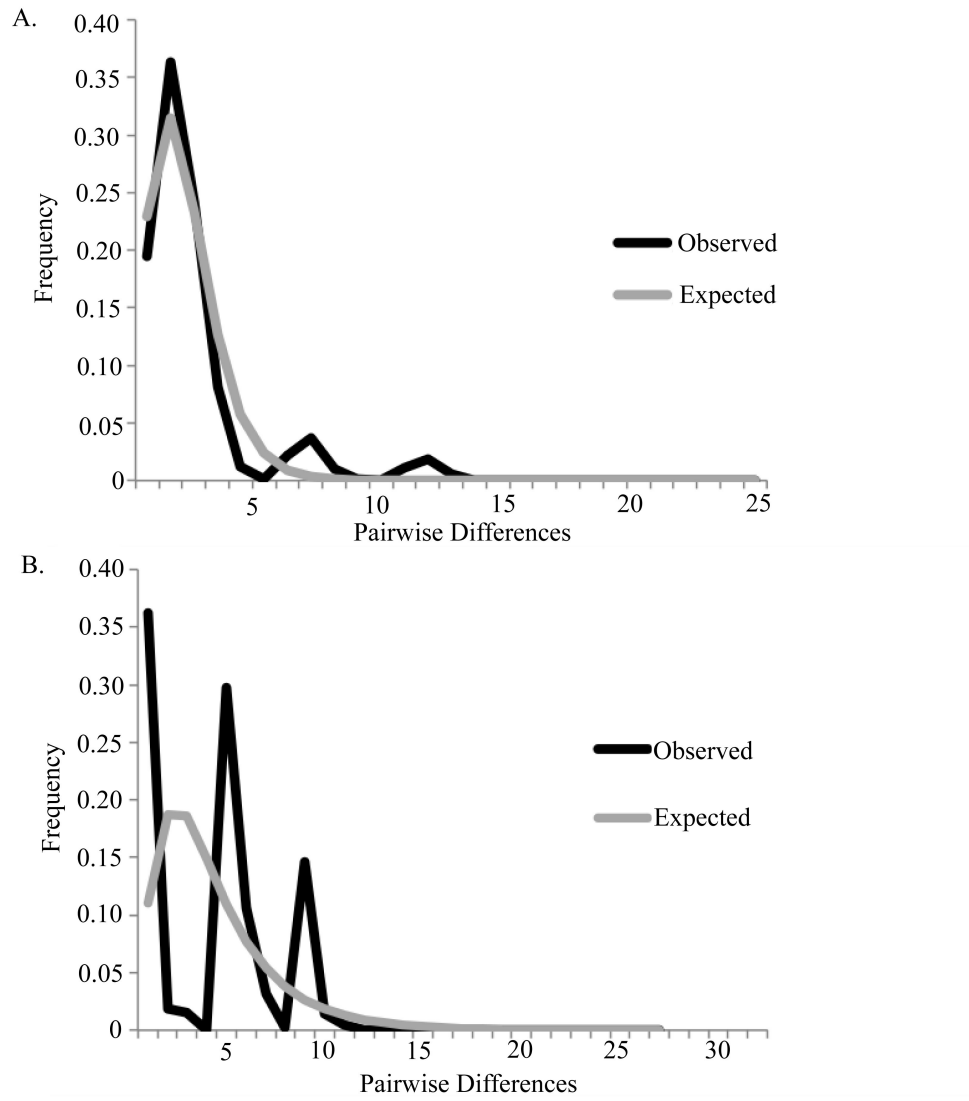 A.
0.40
0.35
0.30
0.25
0.20
0.15
0.10
0.05
0
Frequency
Observed
Expected
5 10 15 20 25
Pairwise Differences
B.
0.40
0.35
0.30
0.25
0.20
0.15
0.10
0.05
0
Frequency
Observed
Expected
5 10 15 20 25 30
Pairwise Differences